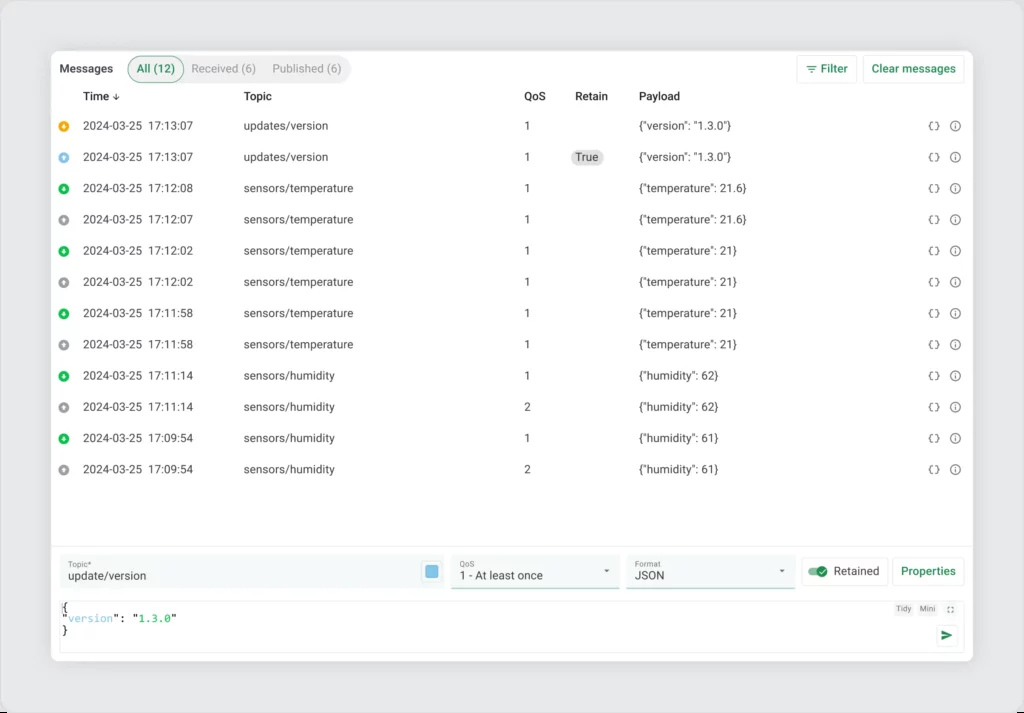 Messages All (12) Received (6) Published (6) Filter Clear messages
Time ↓ Topic QoS Retain Payload
2024-03-25 17:13:07 updates/version 1 {"version": "1.3.0"}
2024-03-25 17:13:07 updates/version 1 True {"version": "1.3.0"}
2024-03-25 17:12:08 sensors/temperature 1 {"temperature": 21.6}
2024-03-25 17:12:07 sensors/temperature 1 {"temperature": 21.6}
2024-03-25 17:12:02 sensors/temperature 1 {"temperature": 21}
2024-03-25 17:12:02 sensors/temperature 1 {"temperature": 21}
2024-03-25 17:11:58 sensors/temperature 1 {"temperature": 21}
2024-03-25 17:11:58 sensors/temperature 1 {"temperature": 21}
2024-03-25 17:11:14 sensors/humidity 1 {"humidity": 62}
2024-03-25 17:11:14 sensors/humidity 2 {"humidity": 62}
2024-03-25 17:09:54 sensors/humidity 1 {"humidity": 61}
2024-03-25 17:09:54 sensors/humidity 2 {"humidity": 61}
Topic* QoS Format
update/version 1 - At least once JSON Retained Properties
{ Tidy Mini
"version": "1.3.0"
}